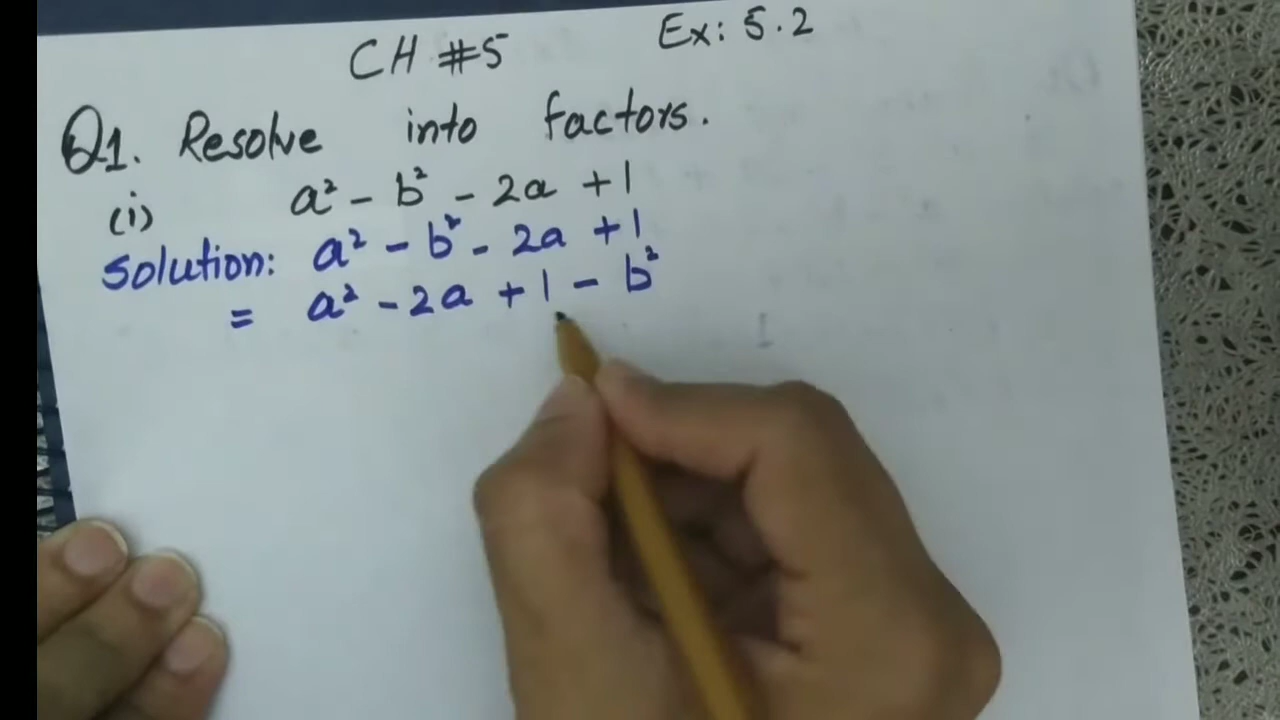 CH #5 Ex: 5.2
Q1. Resolve into factors.
(i) a² - b² - 2a + 1
Solution: a² - b² - 2a + 1
= a² - 2a + 1 - b²